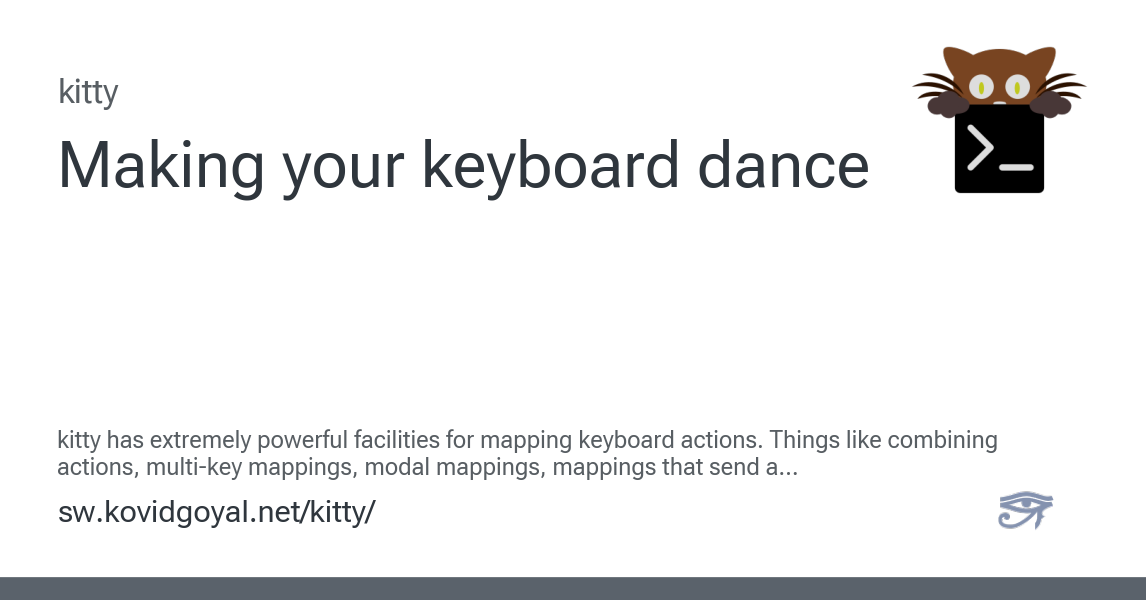 kitty
Making your keyboard dance
>_
kitty has extremely powerful facilities for mapping keyboard actions. Things like combining
actions, multi-key mappings, modal mappings, mappings that send a...
sw.kovidgoyal.net/kitty/